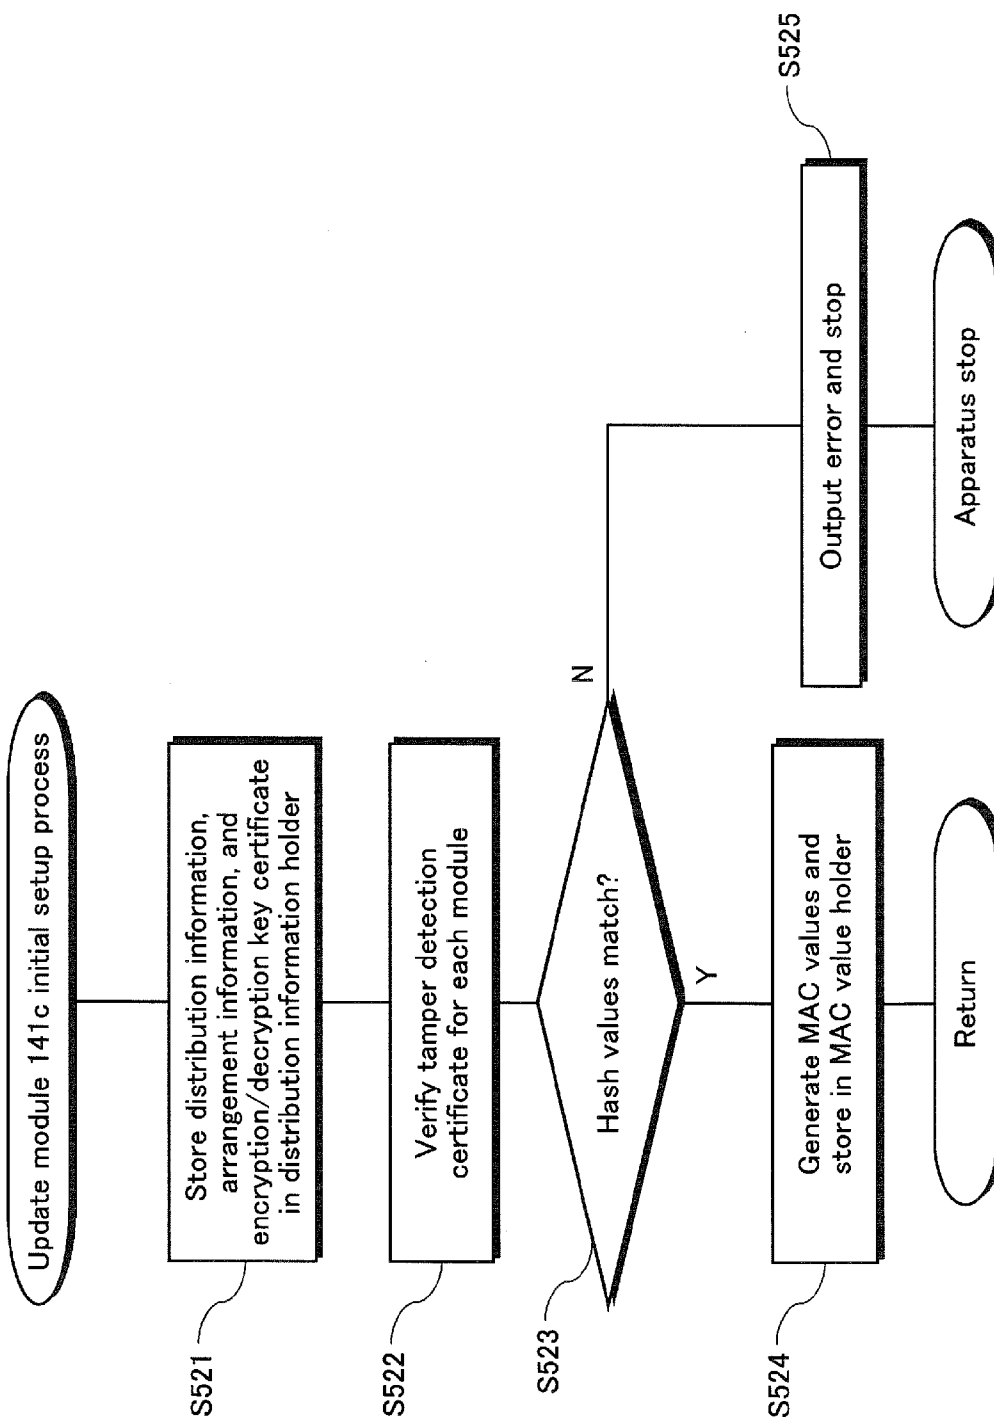 Update module 141c initial setup process
S521
Store distribution information,
arrangement information, and
encryption/decryption key certificate
in distribution information holder
S522
Verify tamper detection
certificate for each module
S523
Hash values match?
N
Y
S524
Generate MAC values and
store in MAC value holder
S525
Output error and stop
Return
Apparatus stop